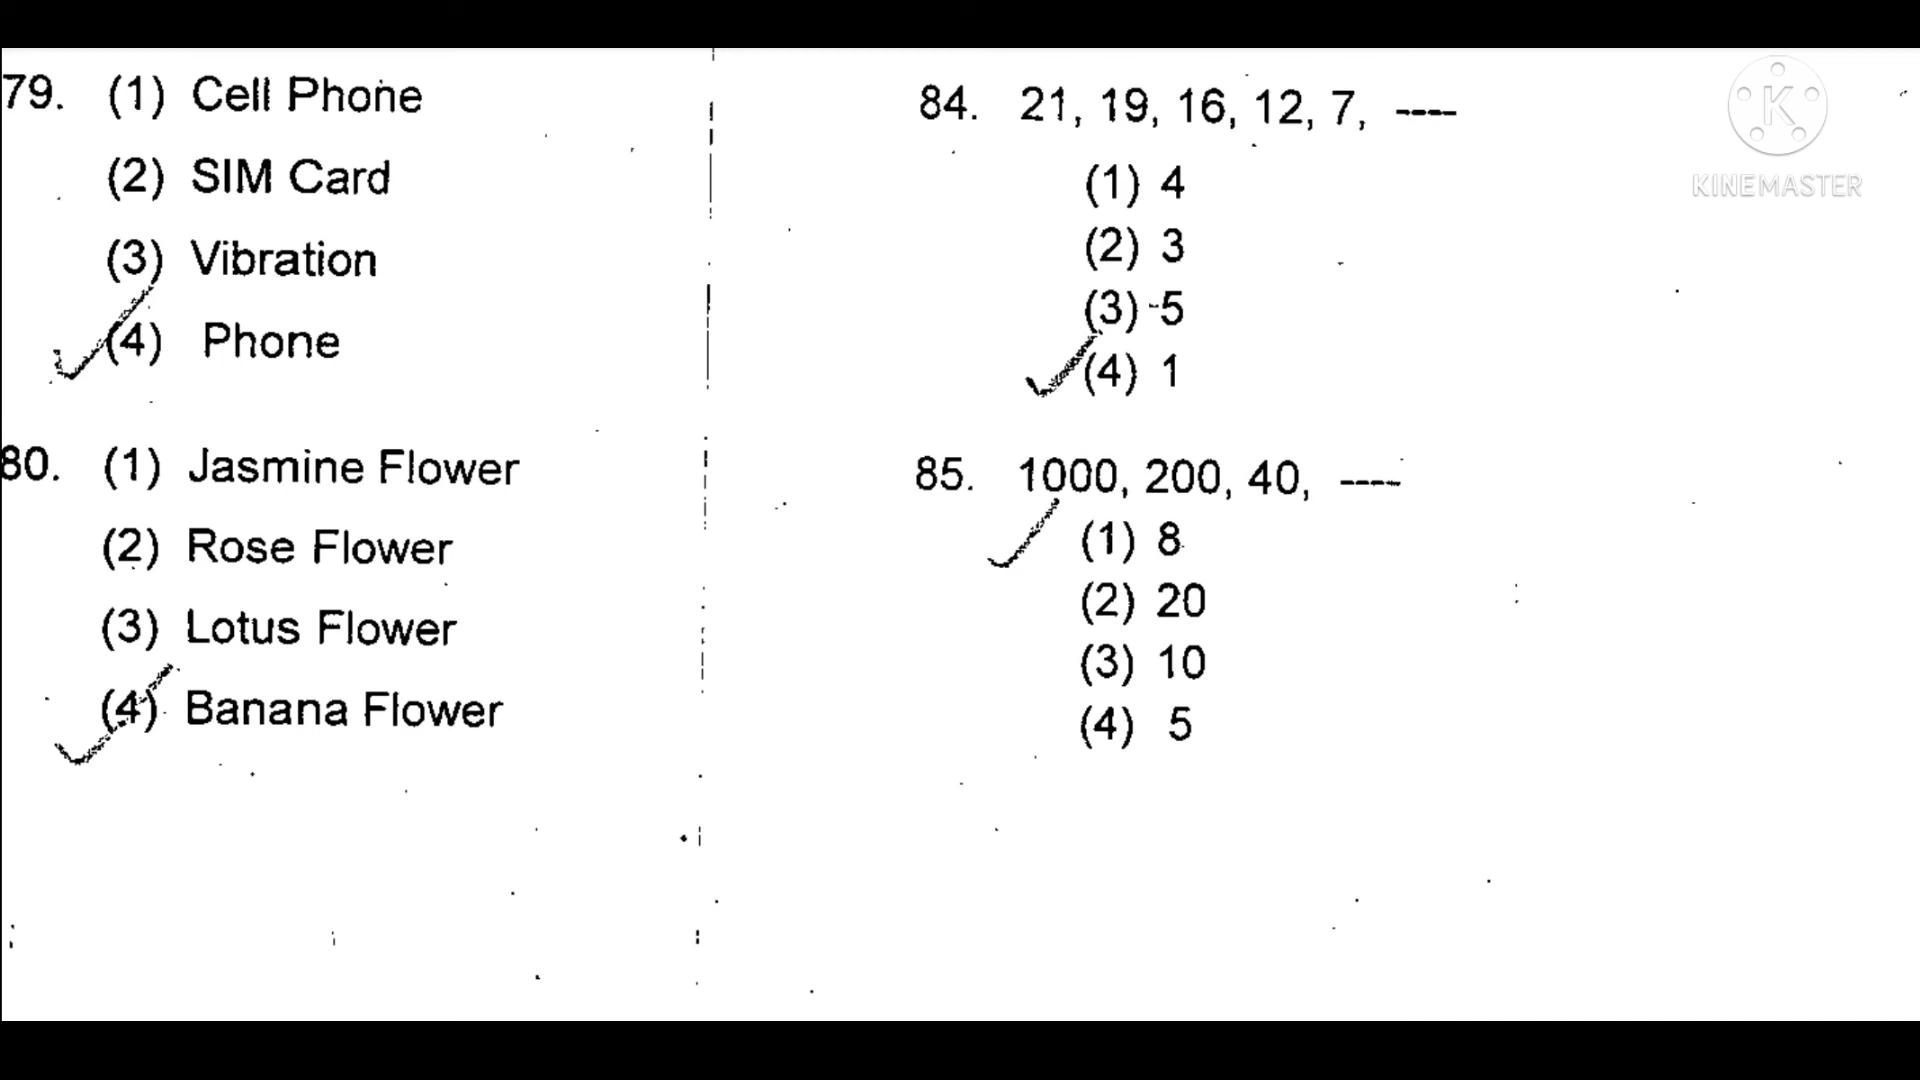 79. (1) Cell Phone
(2) SIM Card
(3) Vibration
(4) Phone
80. (1) Jasmine Flower
(2) Rose Flower
(3) Lotus Flower
(4) Banana Flower
84. 21, 19, 16, 12, 7, ----
(1) 4
(2) 3
(3) 5
(4) 1
85. 1000, 200, 40, ----
(1) 8
(2) 20
(3) 10
(4) 5
K
KINEMASTER